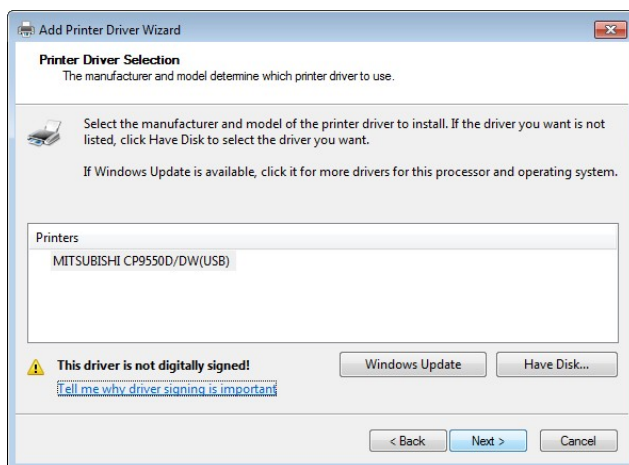 Add Printer Driver Wizard
Printer Driver Selection
The manufacturer and model determine which printer driver to use.
Select the manufacturer and model of the printer driver to install. If the driver you want is not
listed, click Have Disk to select the driver you want.
If Windows Update is available, click it for more drivers for this processor and operating system.
Printers
MITSUBISHI CP9550D/DW(USB)
This driver is not digitally signed!
Windows Update
Have Disk...
Tell me why driver signing is important
< Back
Next >
Cancel